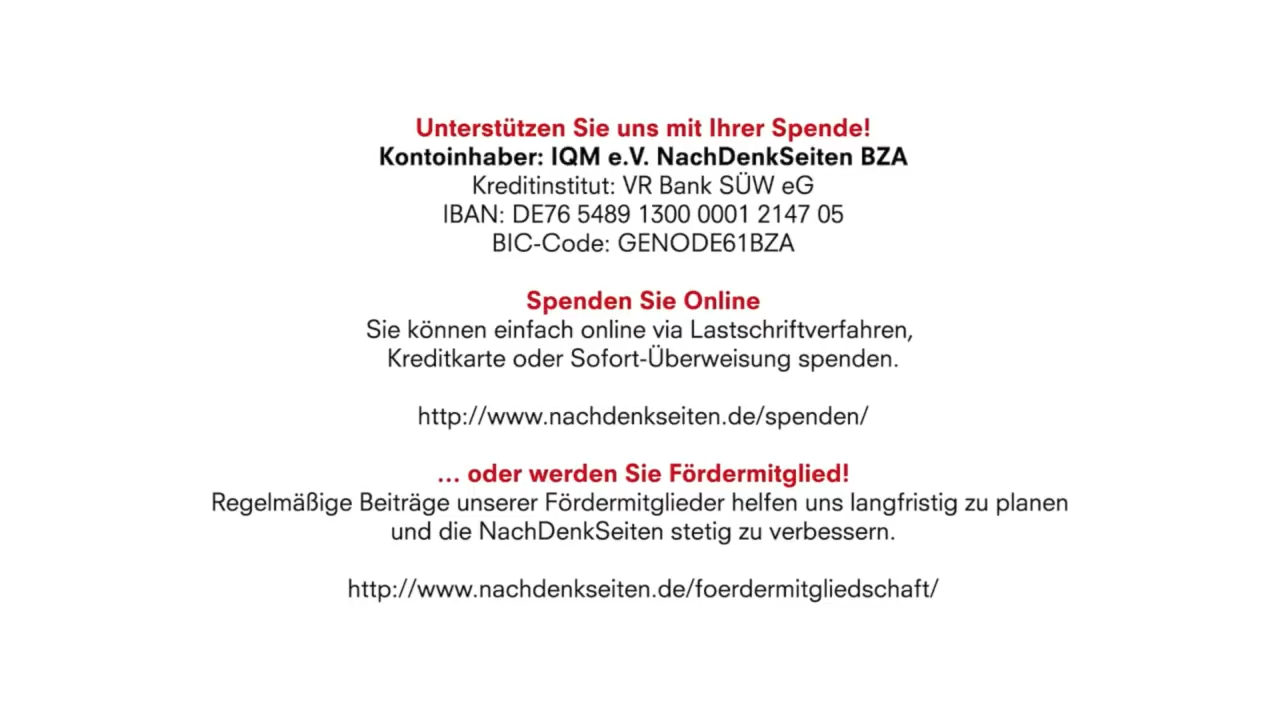 Unterstützen Sie uns mit Ihrer Spende!
Kontoinhaber: IQM e.V. NachDenkSeiten BZA
Kreditinstitut: VR Bank SÜW eG
IBAN: DE76 5489 1300 0001 2147 05
BIC-Code: GENODE61BZA
Spenden Sie Online
Sie können einfach online via Lastschriftverfahren,
Kreditkarte oder Sofort-Überweisung spenden.
http://www.nachdenkseiten.de/spenden/
... oder werden Sie Fördermitglied!
Regelmäßige Beiträge unserer Fördermitglieder helfen uns langfristig zu planen
und die NachDenkSeiten stetig zu verbessern.
http://www.nachdenkseiten.de/foerdermitgliedschaft/